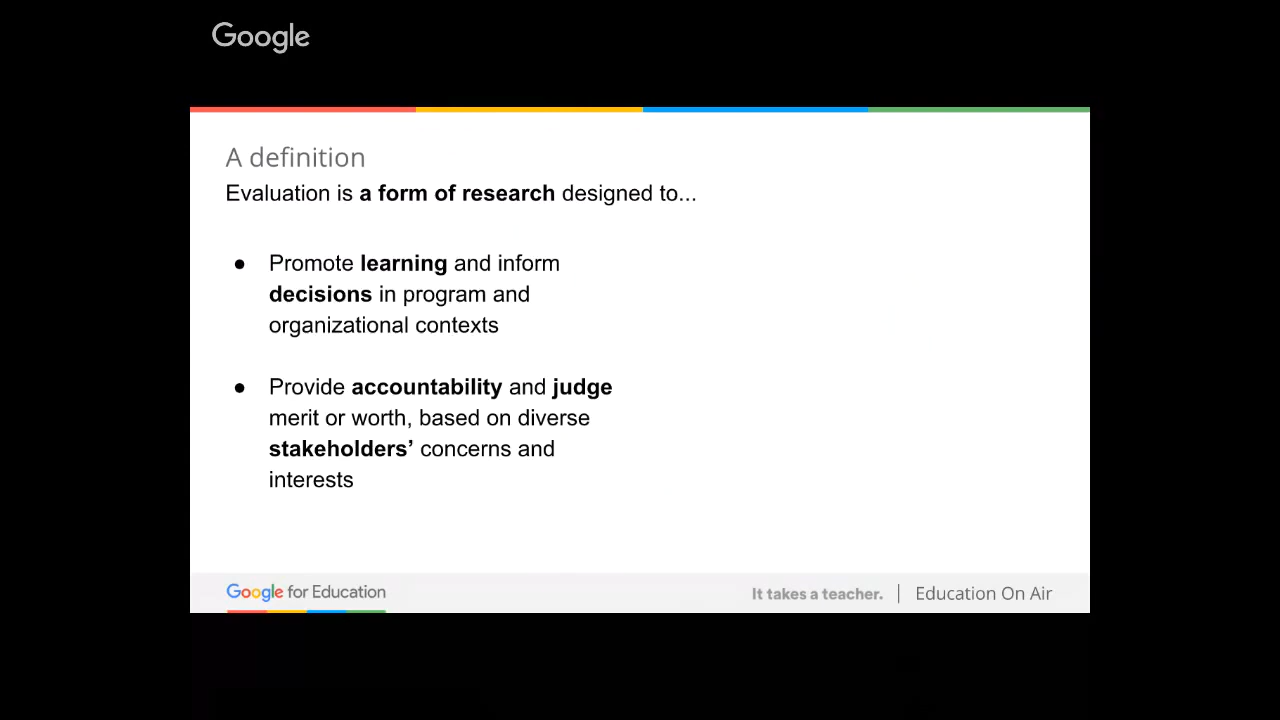 Google
A definition
Evaluation is a form of research designed to...
● Promote learning and inform
decisions in program and
organizational contexts
● Provide accountability and judge
merit or worth, based on diverse
stakeholders’ concerns and
interests
Google for Education
It takes a teacher. | Education On Air